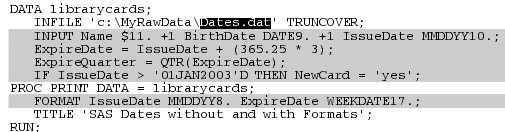 DATA librarycards;
INFILE 'c:\MyRawData\Dates.dat' TRUNCOVER;
INPUT Name $11. +1 BirthDate DATE9. +1 IssueDate MMDDYY10.;
ExpireDate = IssueDate + (365.25 * 3);
ExpireQuarter = QTR(ExpireDate);
IF IssueDate > '01JAN2003'D THEN NewCard = 'yes';
PROC PRINT DATA = librarycards;
FORMAT IssueDate MMDDYY8. ExpireDate WEEKDATE17.;
TITLE 'SAS Dates without and with Formats';
RUN;